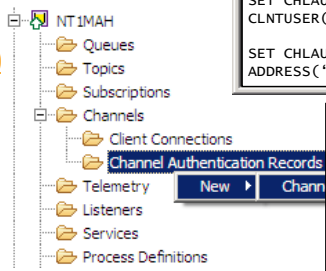 SET CHLAU
CLNTUSER(
SET CHLAU
ADDRESS('
NT1MAH
Queues
Topics
Subscriptions
Channels
Client Connections
Channel Authentication Records
Telemetry
New
Chann
Listeners
Services
Process Definitions